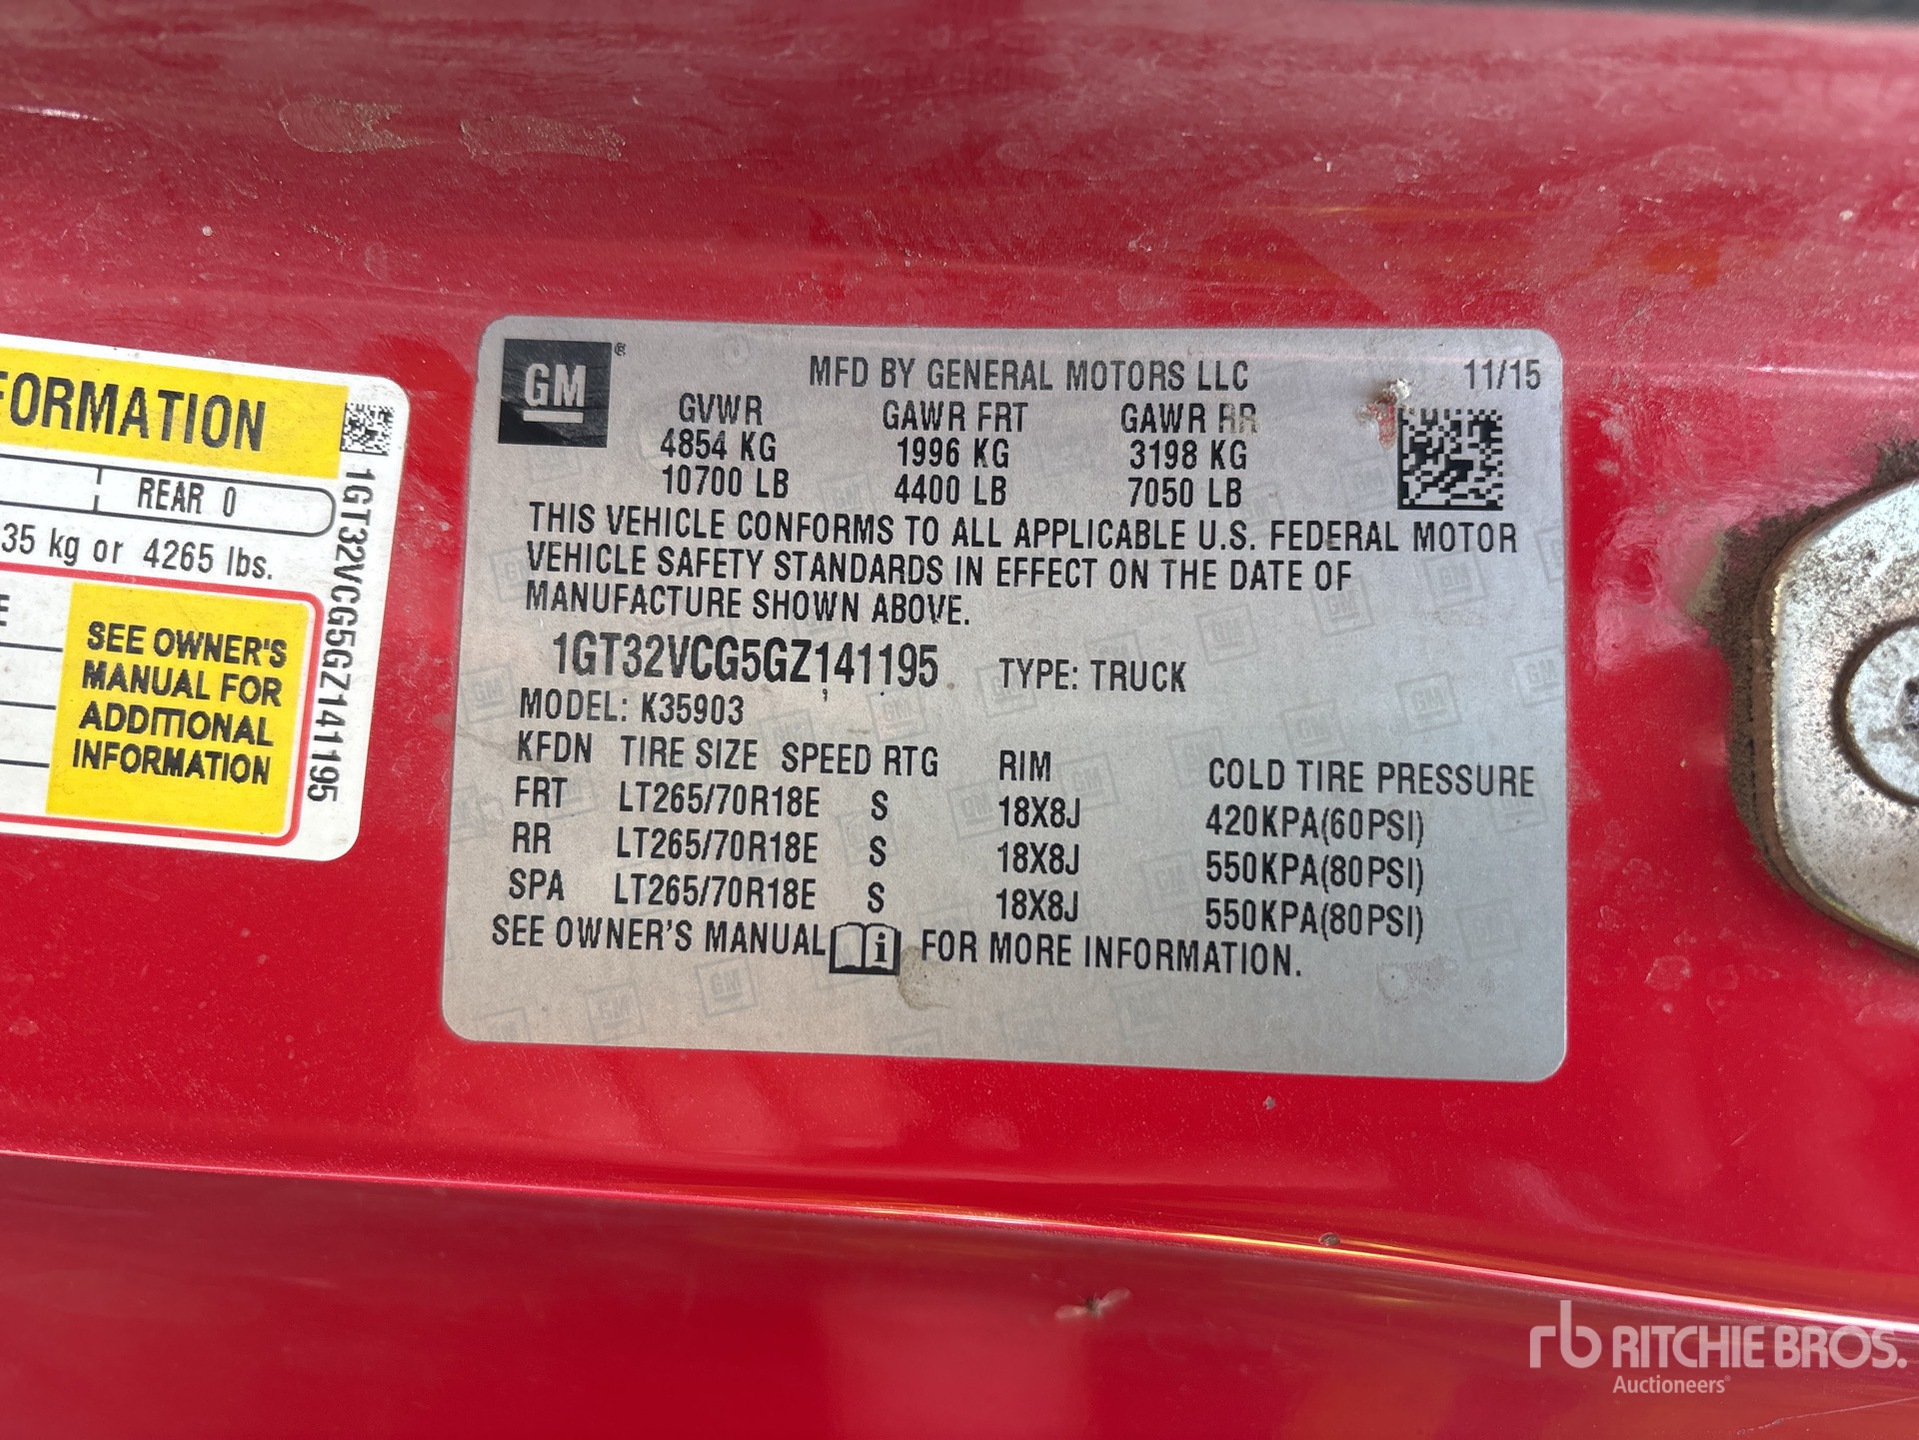 FORMATION
REAR 0
35 kg or 4265 lbs.
E
SEE OWNER'S
MANUAL FOR
ADDITIONAL
INFORMATION
1GT32VCG5GZ141195
GM ®
MFD BY GENERAL MOTORS LLC 11/15
GVWR GAWR FRT GAWR RR
4854 KG 1996 KG 3198 KG
10700 LB 4400 LB 7050 LB
THIS VEHICLE CONFORMS TO ALL APPLICABLE U.S. FEDERAL MOTOR
VEHICLE SAFETY STANDARDS IN EFFECT ON THE DATE OF
MANUFACTURE SHOWN ABOVE.
1GT32VCG5GZ141195 TYPE: TRUCK
MODEL: K35903
KFDN TIRE SIZE SPEED RTG RIM COLD TIRE PRESSURE
FRT LT265/70R18E S 18X8J 420KPA(60PSI)
RR LT265/70R18E S 18X8J 550KPA(80PSI)
SPA LT265/70R18E S 18X8J 550KPA(80PSI)
SEE OWNER'S MANUAL i FOR MORE INFORMATION.
rb RITCHIE BROS.
Auctioneers